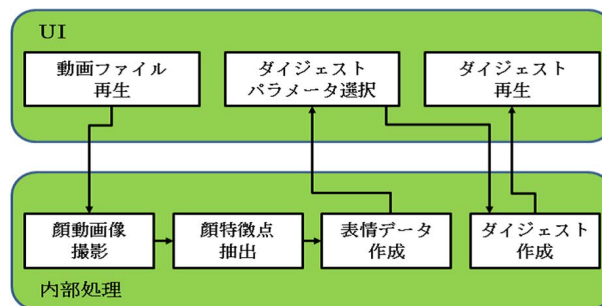 UI
動画ファイル
再生
ダイジェスト
パラメータ選択
ダイジェスト
再生
顔動画像
撮影
顔特徴点
抽出
表情データ
作成
ダイジェスト
作成
内部処理